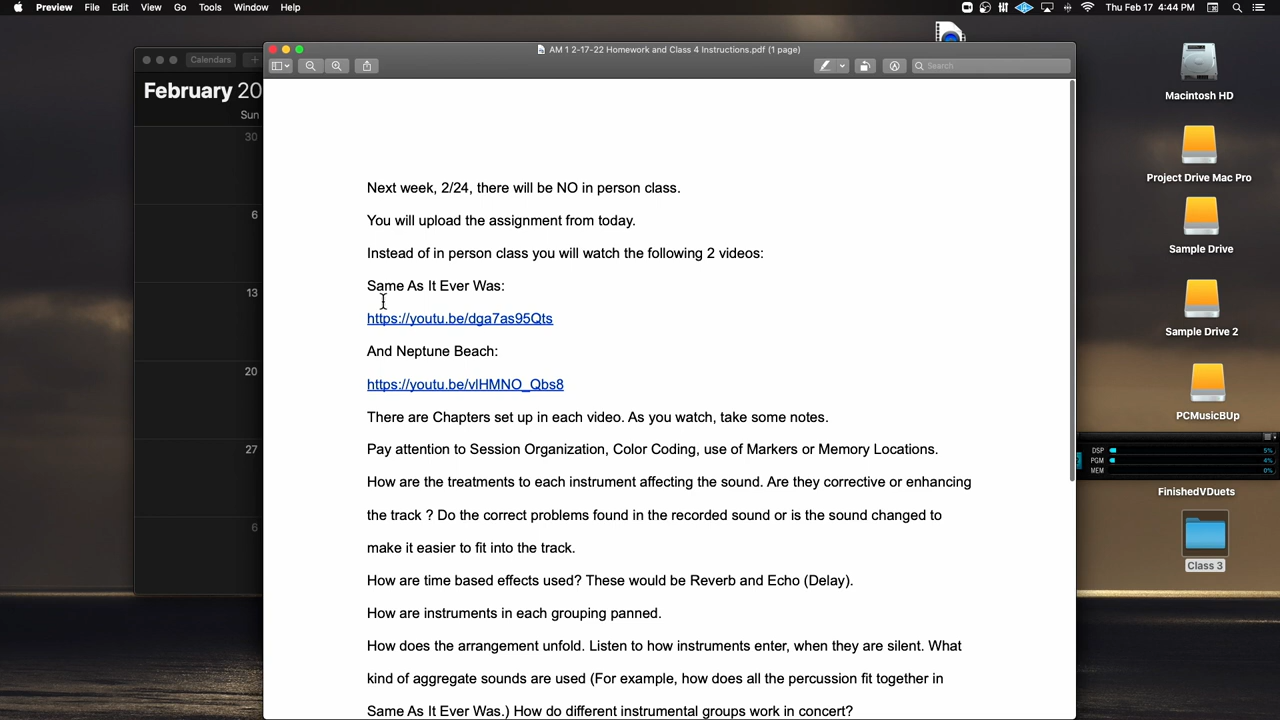 Preview File Edit View Go Tools Window Help
Thu Feb 17 4:44 PM
AM 1 2-17-22 Homework and Class 4 Instructions.pdf (1 page)
Calendars
Search
February 20
Sun
30
6
13
20
27
6
Next week, 2/24, there will be NO in person class.
You will upload the assignment from today.
Instead of in person class you will watch the following 2 videos:
Same As It Ever Was:
https://youtu.be/dga7as95Qts
And Neptune Beach:
https://youtu.be/vlHMNO_Qbs8
There are Chapters set up in each video. As you watch, take some notes.
Pay attention to Session Organization, Color Coding, use of Markers or Memory Locations.
How are the treatments to each instrument affecting the sound. Are they corrective or enhancing
the track ? Do the correct problems found in the recorded sound or is the sound changed to
make it easier to fit into the track.
How are time based effects used? These would be Reverb and Echo (Delay).
How are instruments in each grouping panned.
How does the arrangement unfold. Listen to how instruments enter, when they are silent. What
kind of aggregate sounds are used (For example, how does all the percussion fit together in
Same As It Ever Was.) How do different instrumental groups work in concert?
Macintosh HD
Project Drive Mac Pro
Sample Drive
Sample Drive 2
PCMusicBUp
DSP 5%
PGM 4%
MEM 0%
FinishedVDuets
Class 3